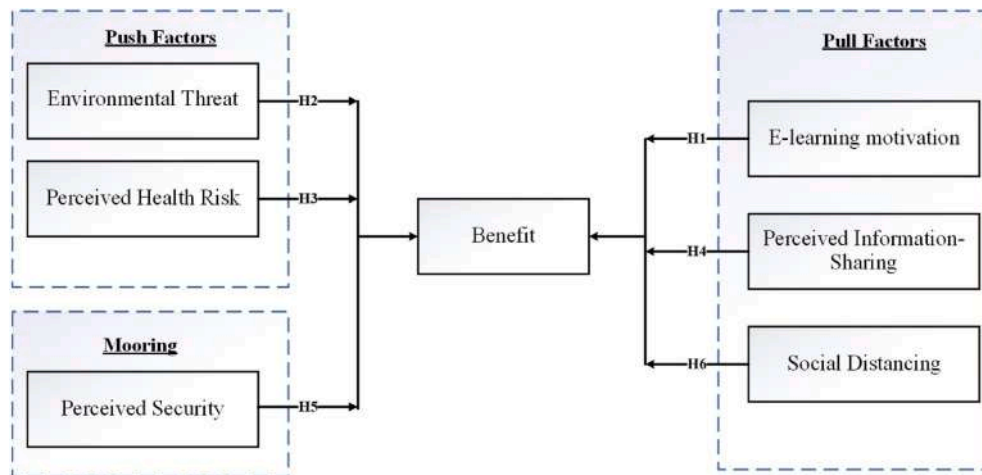 Push Factors
Environmental Threat
H2
Perceived Health Risk
H3
Mooring
Perceived Security
H5
Benefit
Pull Factors
H1
E-learning motivation
H4
Perceived Information-
Sharing
H6
Social Distancing